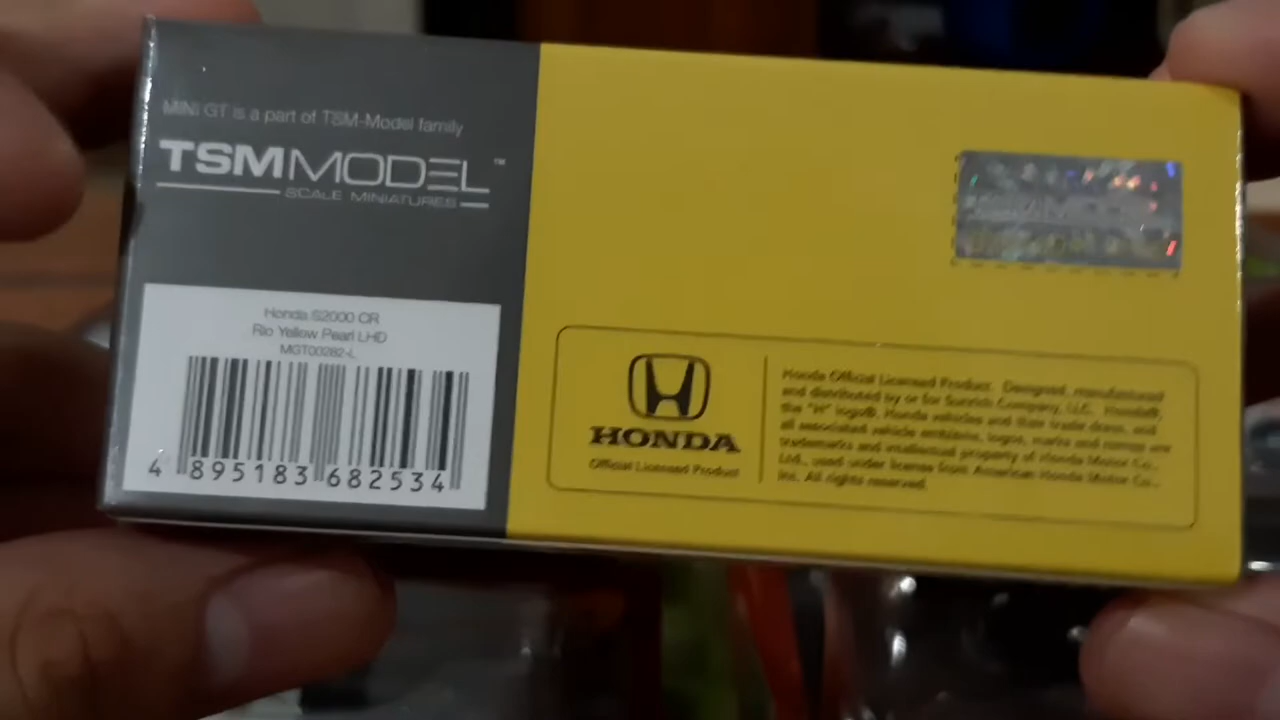 MINI GT is a part of TSM-Model family
TSMMODEL™
SCALE MINIATURES
Honda S2000 CR
Rio Yellow Pearl LHD
MGT00282-L
4 895183 682534
TSMMODEL
HONDA
Official Licensed Product
Honda Official Licensed Product. Designed, manufactured
and distributed by or for Sunrich Company, LLC. Honda®,
the "H" logo®, Honda vehicles and their trade dress, and
all associated vehicle emblems, logos, marks and names are
trademarks and intellectual property of Honda Motor Co.,
Ltd., used under license from American Honda Motor Co.,
Inc. All rights reserved.